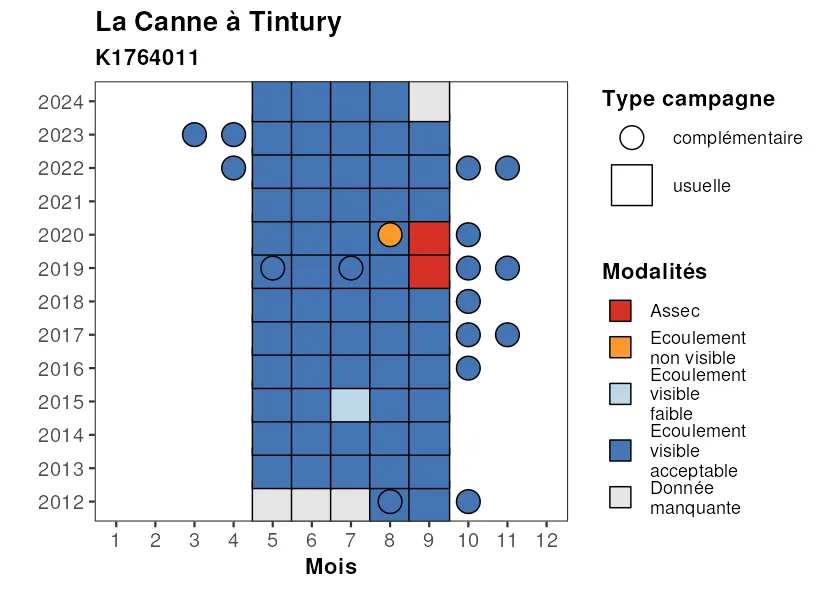 La Canne à Tintury
K1764011
2024
2023
2022
2021
2020
2019
2018
2017
2016
2015
2014
2013
2012
1 2 3 4 5 6 7 8 9 10 11 12
Mois
Type campagne
complémentaire
usuelle
Modalités
Assec
Ecoulement
non visible
Ecoulement
visible
faible
Ecoulement
visible
acceptable
Donnée
manquante